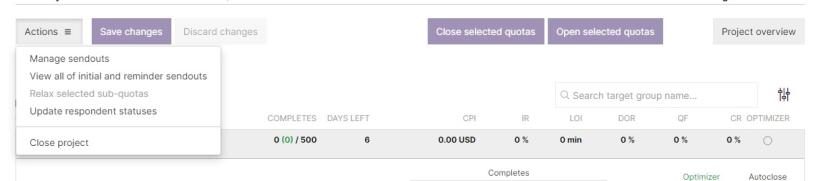 Actions ≡ Save changes Discard changes Close selected quotas Open selected quotas Project overview
Manage sendouts
View all of initial and reminder sendouts
Relax selected sub-quotas
Update respondent statuses
Close project
Search target group name...
COMPLETES DAYS LEFT CPI IR LOI DOR QF CR OPTIMIZER
0 (0) / 500 6 0.00 USD 0 % 0 min 0 % 0 % 0 %
Completes
Optimizer Autoclose